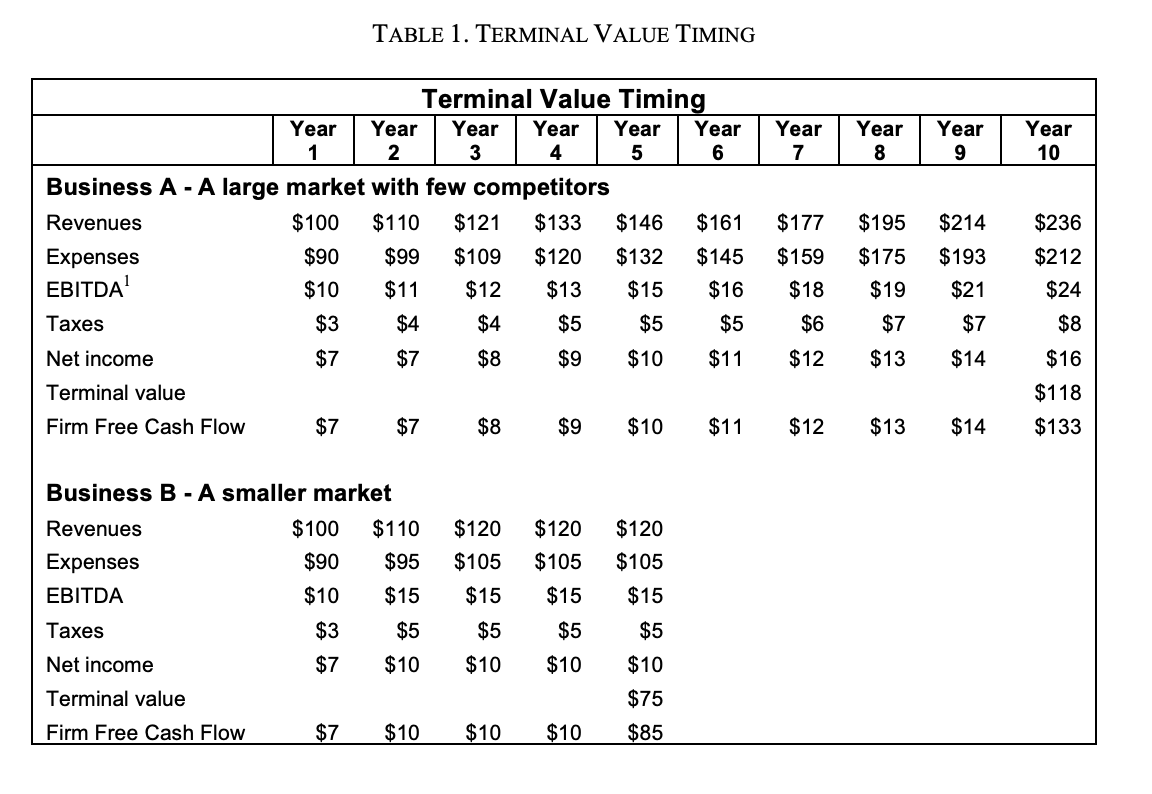 TABLE 1. TERMINAL VALUE TIMING
Terminal Value Timing
Year 1 Year 2 Year 3 Year 4 Year 5 Year 6 Year 7 Year 8 Year 9 Year 10
Business A - A large market with few competitors
Revenues $100 $110 $121 $133 $146 $161 $177 $195 $214 $236
Expenses $90 $99 $109 $120 $132 $145 $159 $175 $193 $212
EBITDA¹ $10 $11 $12 $13 $15 $16 $18 $19 $21 $24
Taxes $3 $4 $4 $5 $5 $5 $6 $7 $7 $8
Net income $7 $7 $8 $9 $10 $11 $12 $13 $14 $16
Terminal value $118
Firm Free Cash Flow $7 $7 $8 $9 $10 $11 $12 $13 $14 $133
Business B - A smaller market
Revenues $100 $110 $120 $120 $120
Expenses $90 $95 $105 $105 $105
EBITDA $10 $15 $15 $15 $15
Taxes $3 $5 $5 $5 $5
Net income $7 $10 $10 $10 $10
Terminal value $75
Firm Free Cash Flow $7 $10 $10 $10 $85